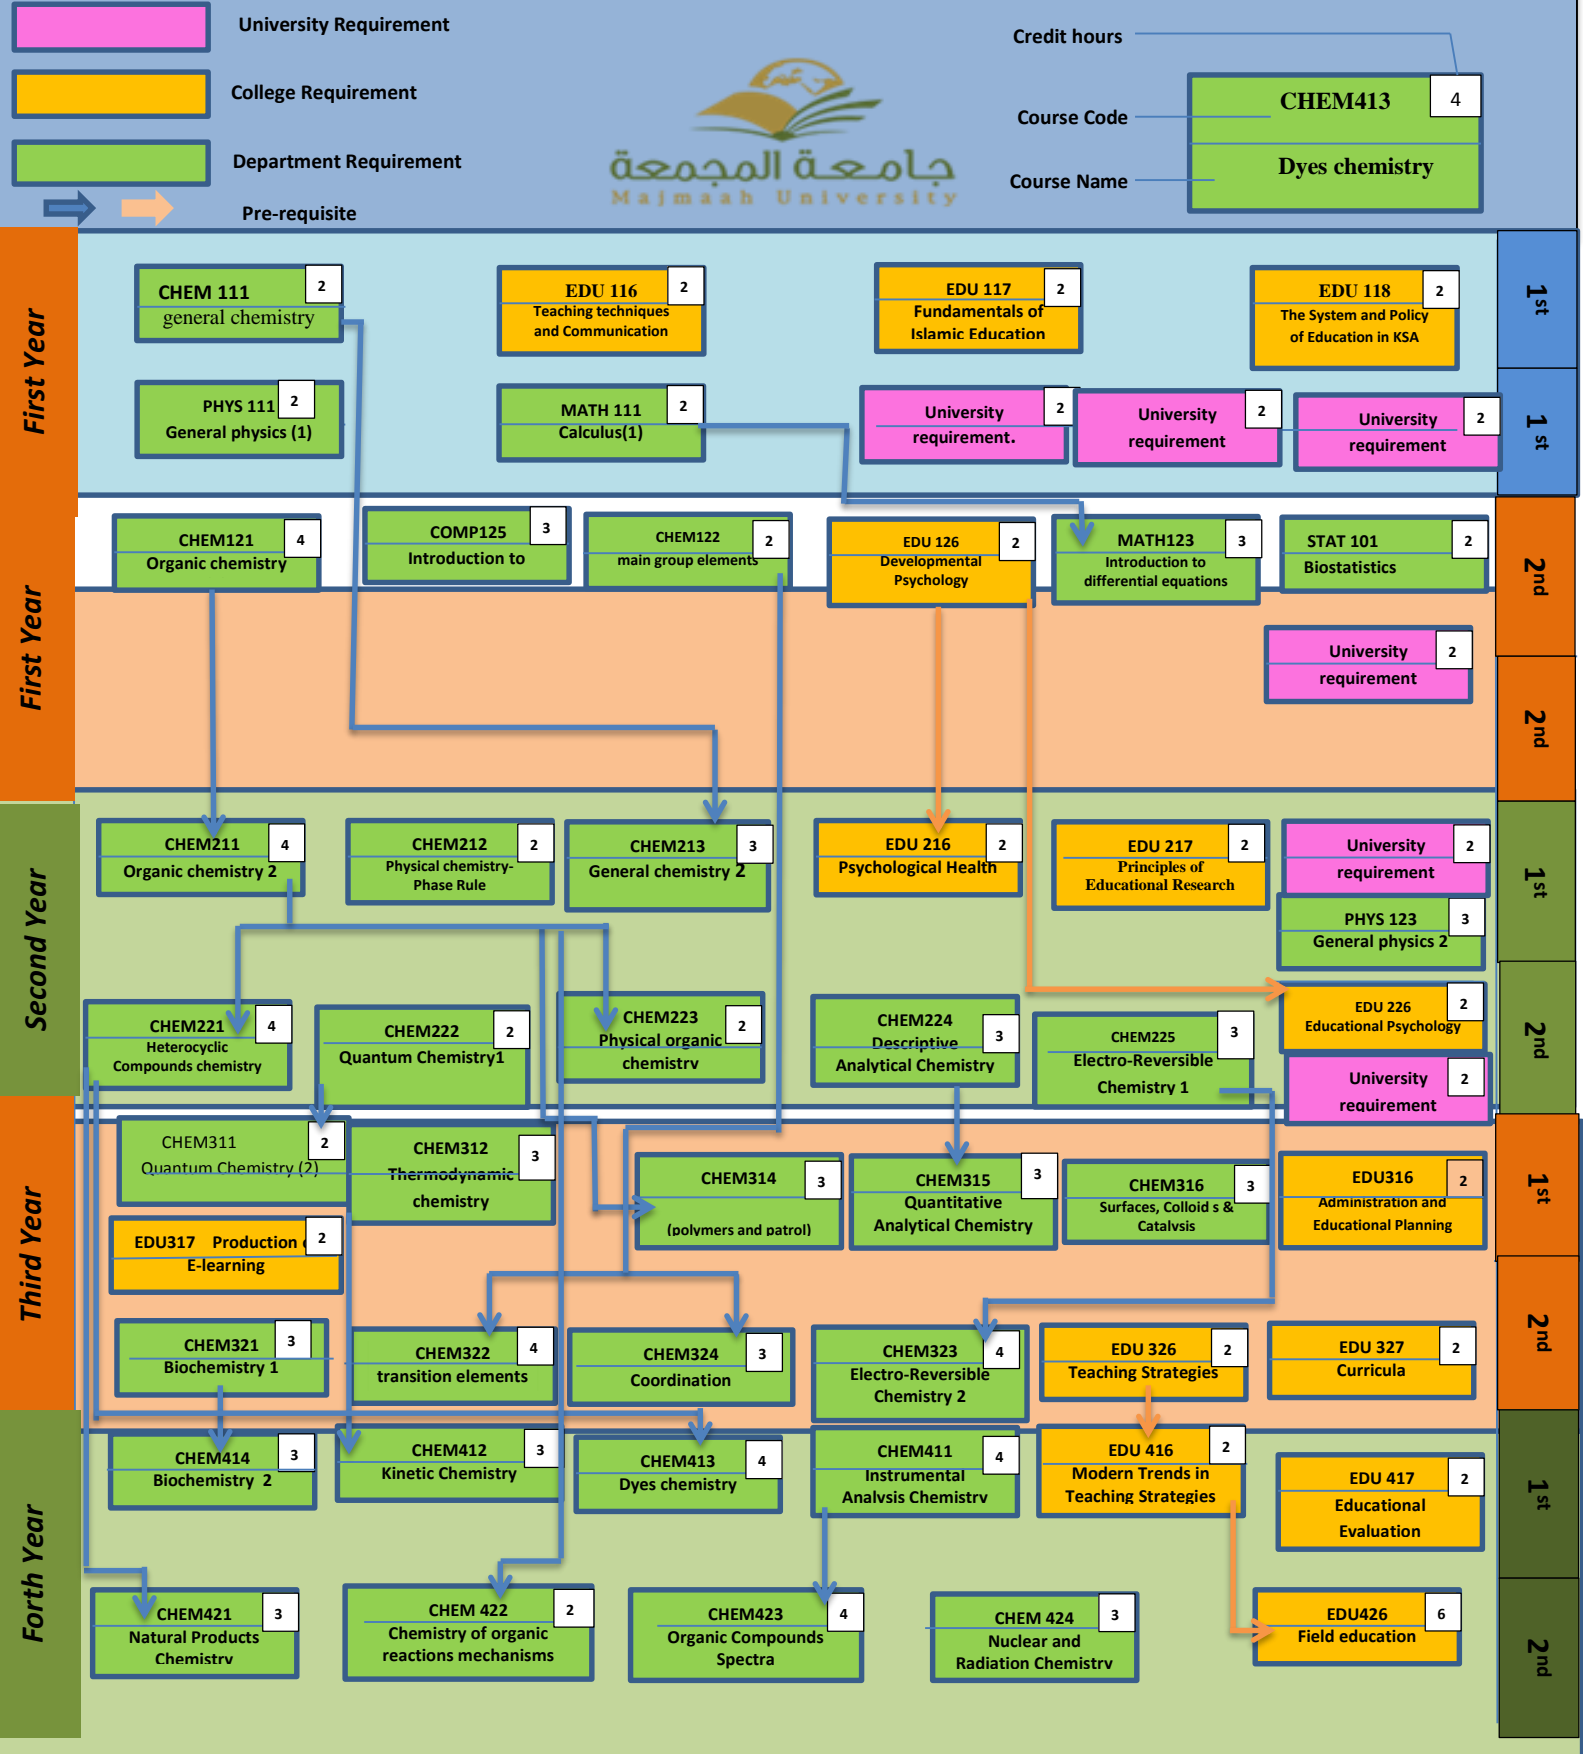 University Requirement
College Requirement
Department Requirement
Pre-requisite
جامعة المجمعة
Majmaah University
Credit hours
Course Code
Course Name
CHEM413
4
Dyes chemistry
First Year
1st
CHEM 111
2
general chemistry
EDU 116
2
Teaching techniques
and Communication
EDU 117
2
Fundamentals of
Islamic Education
EDU 118
2
The System and Policy
of Education in KSA
1st
PHYS 111
2
General physics (1)
MATH 111
2
Calculus(1)
University
2
requirement.
University
2
requirement
University
2
requirement
First Year
2nd
CHEM121
4
Organic chemistry
COMP125
3
Introduction to
CHEM122
2
main group elements
EDU 126
2
Developmental
Psychology
MATH123
3
Introduction to
differential equations
STAT 101
2
Biostatistics
University
2
requirement
2nd
Second Year
1st
CHEM211
4
Organic chemistry 2
CHEM212
2
Physical chemistry-
Phase Rule
CHEM213
3
General chemistry 2
EDU 216
2
Psychological Health
EDU 217
2
Principles of
Educational Research
University
2
requirement
PHYS 123
3
General physics 2
2nd
CHEM221
4
Heterocyclic
Compounds chemistry
CHEM222
2
Quantum Chemistry1
CHEM223
2
Physical organic
chemistry
CHEM224
3
Descriptive
Analytical Chemistry
CHEM225
3
Electro-Reversible
Chemistry 1
EDU 226
2
Educational Psychology
University
2
requirement
Third Year
1st
CHEM311
2
Quantum Chemistry (2)
CHEM312
3
Thermodynamic
chemistry
CHEM314
3
(polymers and patrol)
CHEM315
3
Quantitative
Analytical Chemistry
CHEM316
3
Surfaces, Colloid s &
Catalysis
EDU316
2
Administration and
Educational Planning
EDU317 Production
2
E-learning
2nd
CHEM321
3
Biochemistry 1
CHEM322
4
transition elements
CHEM324
3
Coordination
CHEM323
4
Electro-Reversible
Chemistry 2
EDU 326
2
Teaching Strategies
EDU 327
2
Curricula
Forth Year
1st
CHEM414
3
Biochemistry 2
CHEM412
3
Kinetic Chemistry
CHEM413
4
Dyes chemistry
CHEM411
4
Instrumental
Analysis Chemistry
EDU 416
2
Modern Trends in
Teaching Strategies
EDU 417
2
Educational
Evaluation
2nd
CHEM421
3
Natural Products
Chemistry
CHEM 422
2
Chemistry of organic
reactions mechanisms
CHEM423
4
Organic Compounds
Spectra
CHEM 424
3
Nuclear and
Radiation Chemistry
EDU426
6
Field education